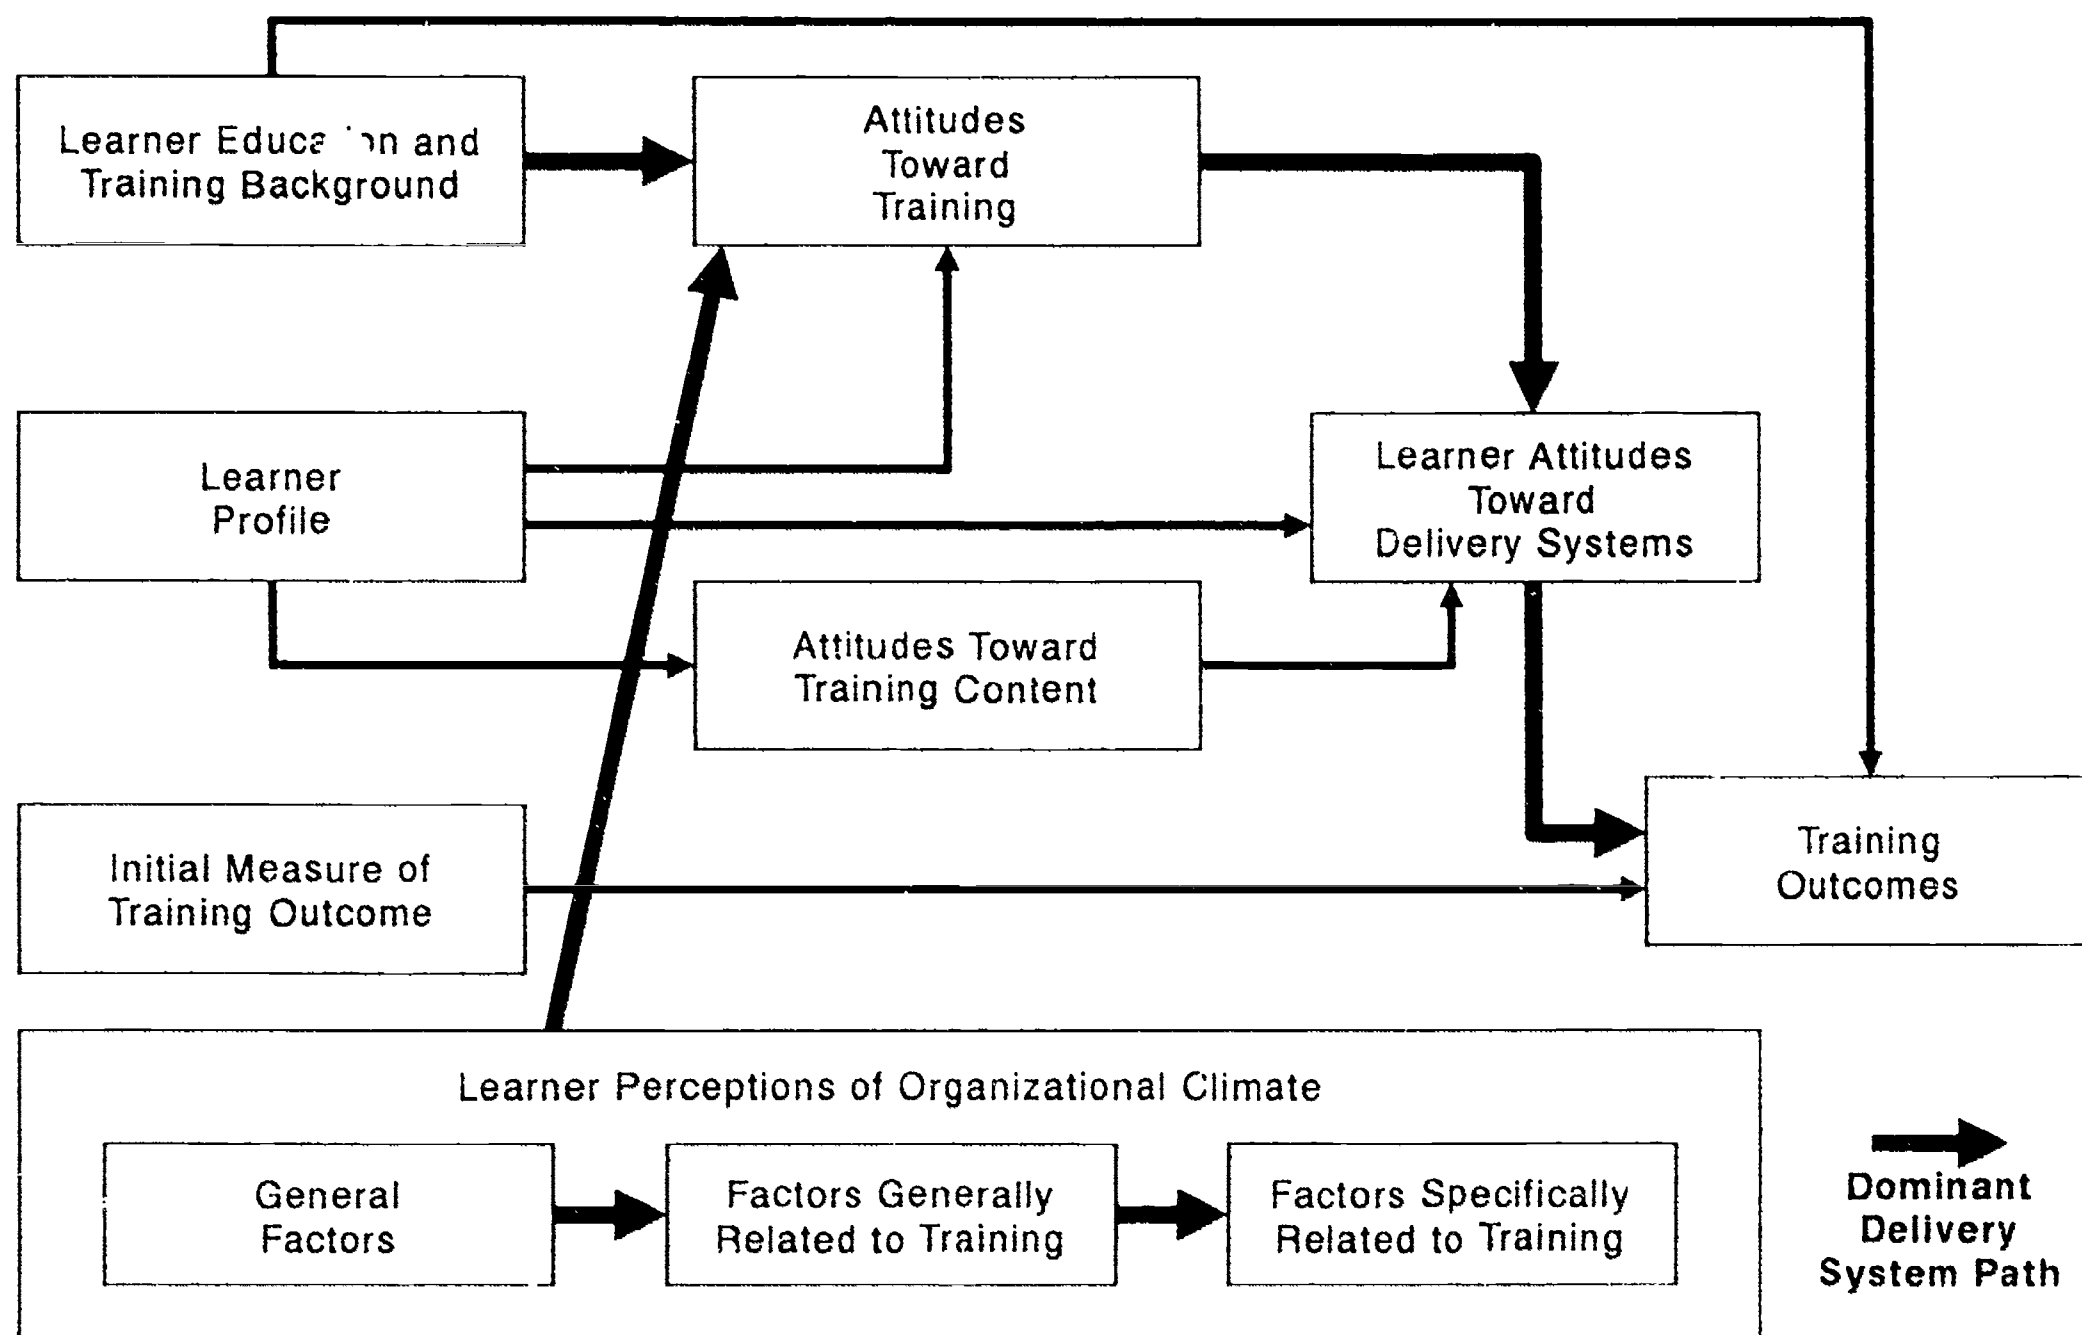 Learner and
Training Background
Attitudes
Toward
Training
Learner
Profile
Learner Attitudes
Toward
Delivery Systems
Attitudes Toward
Training Content
Initial Measure of
Training Outcome
Training
Outcomes
Learner Perceptions of Organizational Climate
General
Factors
Factors Generally
Related to Training
Factors Specifically
Related to Training
Dominant
Delivery
System Path